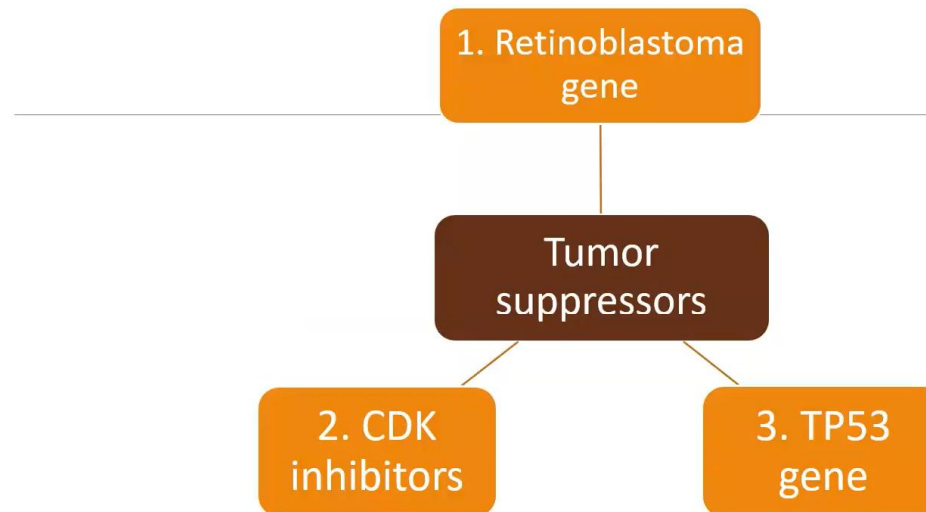 1. Retinoblastoma
gene
Tumor
suppressors
2. CDK
inhibitors
3. TP53
gene